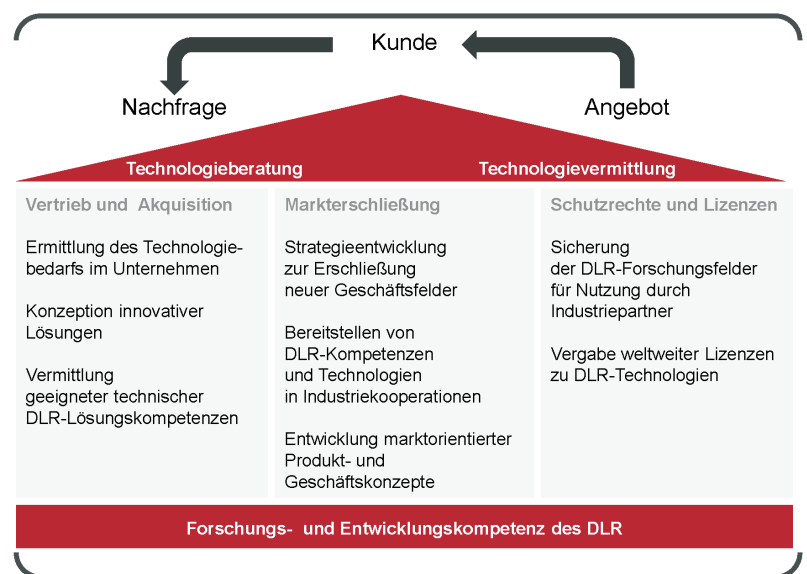 Kunde
Nachfrage
Angebot
Technologieberatung
Technologievermittlung
Vertrieb und Akquisition
Ermittlung des Technologie-
bedarfs im Unternehmen
Konzeption innovativer
Lösungen
Vermittlung
geeigneter technischer
DLR-Lösungskompetenzen
Markterschließung
Strategieentwicklung
zur Erschließung
neuer Geschäftsfelder
Bereitstellen von
DLR-Kompetenzen
und Technologien
in Industriekooperationen
Entwicklung marktorientierter
Produkt- und
Geschäftskonzepte
Schutzrechte und Lizenzen
Sicherung
der DLR-Forschungsfelder
für Nutzung durch
Industriepartner
Vergabe weltweiter Lizenzen
zu DLR-Technologien
Forschungs- und Entwicklungskompetenz des DLR